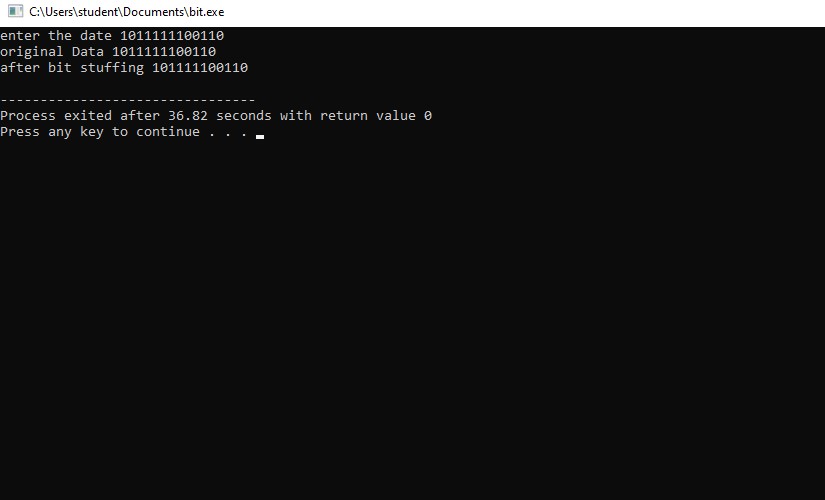 C:\Users\student\Documents\bit.exe
enter the date 1011111100110
original Data 1011111100110
after bit stuffing 101111100110
--------------------------------
Process exited after 36.82 seconds with return value 0
Press any key to continue . . .